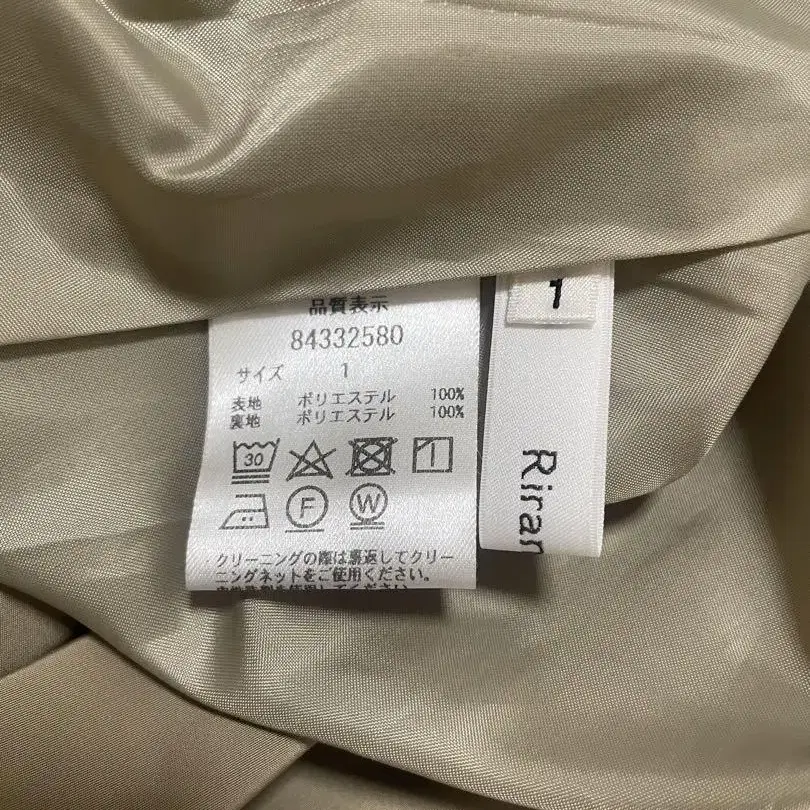 品質表示
84332580
サイズ 1
表地 ポリエステル 100%
裏地 ポリエステル 100%
30
F
W
クリーニングの際は裏返してクリー
ニングネットをご使用ください。
1
Riran